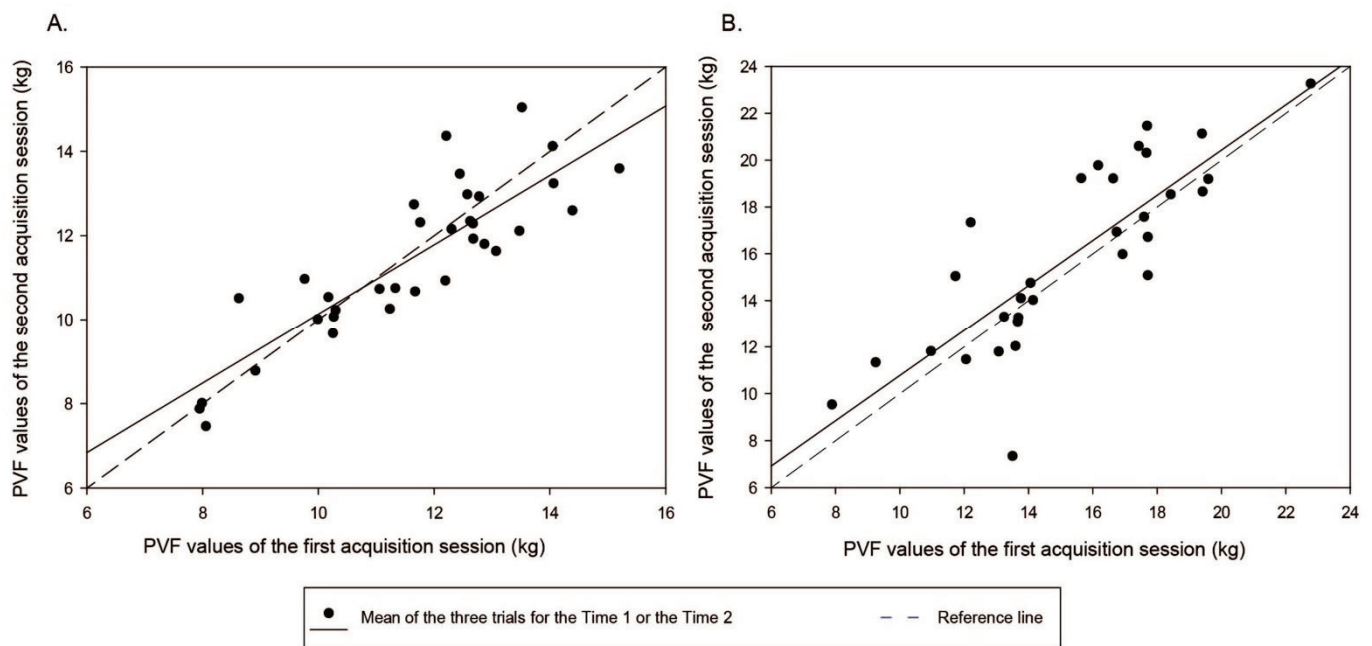 A.
16
14
12
10
8
6
PVF values of the second acquisition session (kg)
6 8 10 12 14 16
PVF values of the first acquisition session (kg)
B.
24
22
20
18
16
14
12
10
8
6
PVF values of the second acquisition session (kg)
6 8 10 12 14 16 18 20 22 24
PVF values of the first acquisition session (kg)
Mean of the three trials for the Time 1 or the Time 2
Reference line